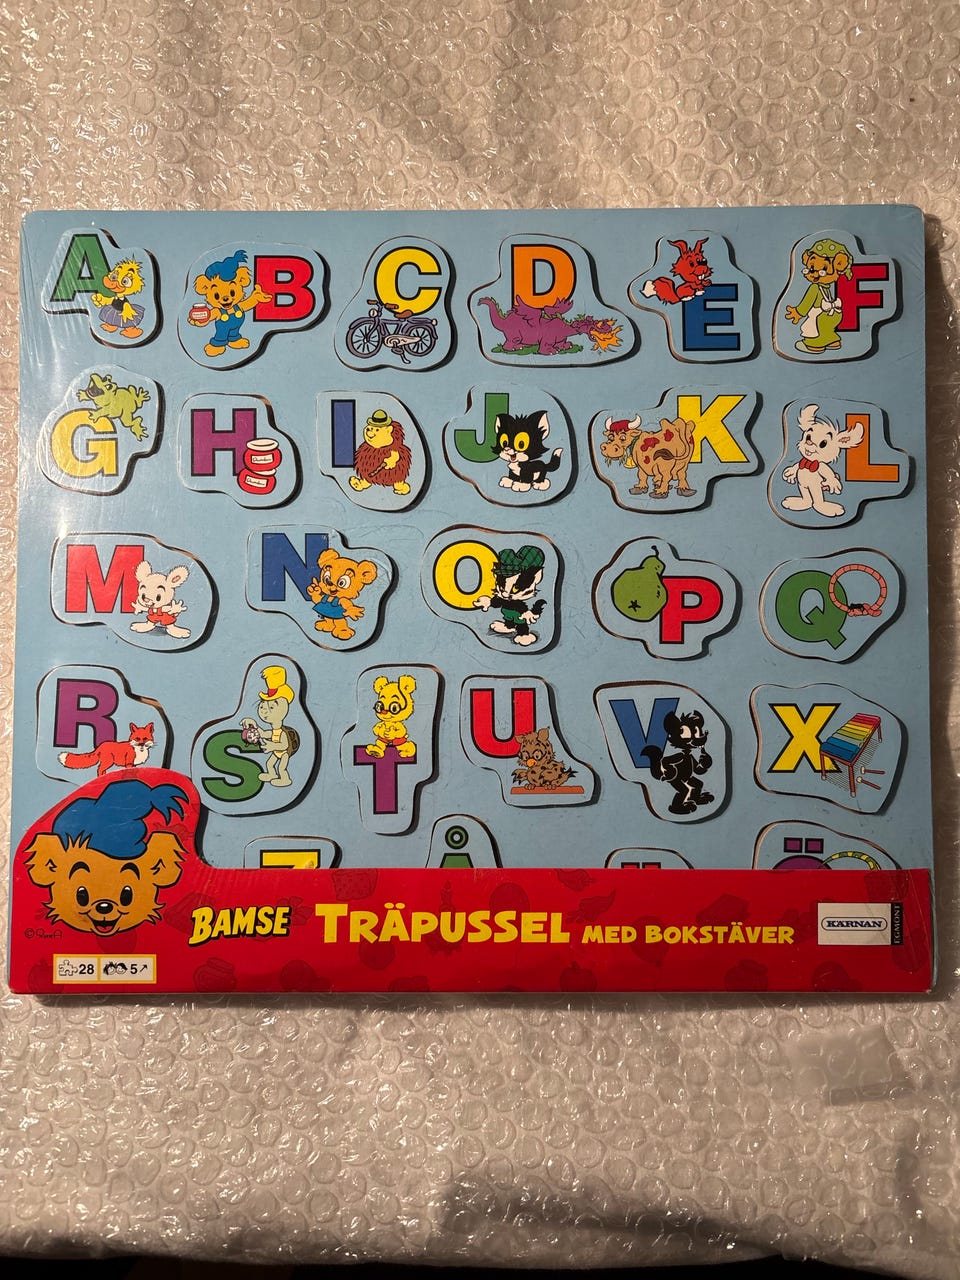 A B C D E F
G H I J K L
M N O P Q
R S T U V X
Z Å Ä Ö
BAMSE TRÄPUSSEL MED BOKSTÄVER
KÄRNAN
EGMONT
28 5